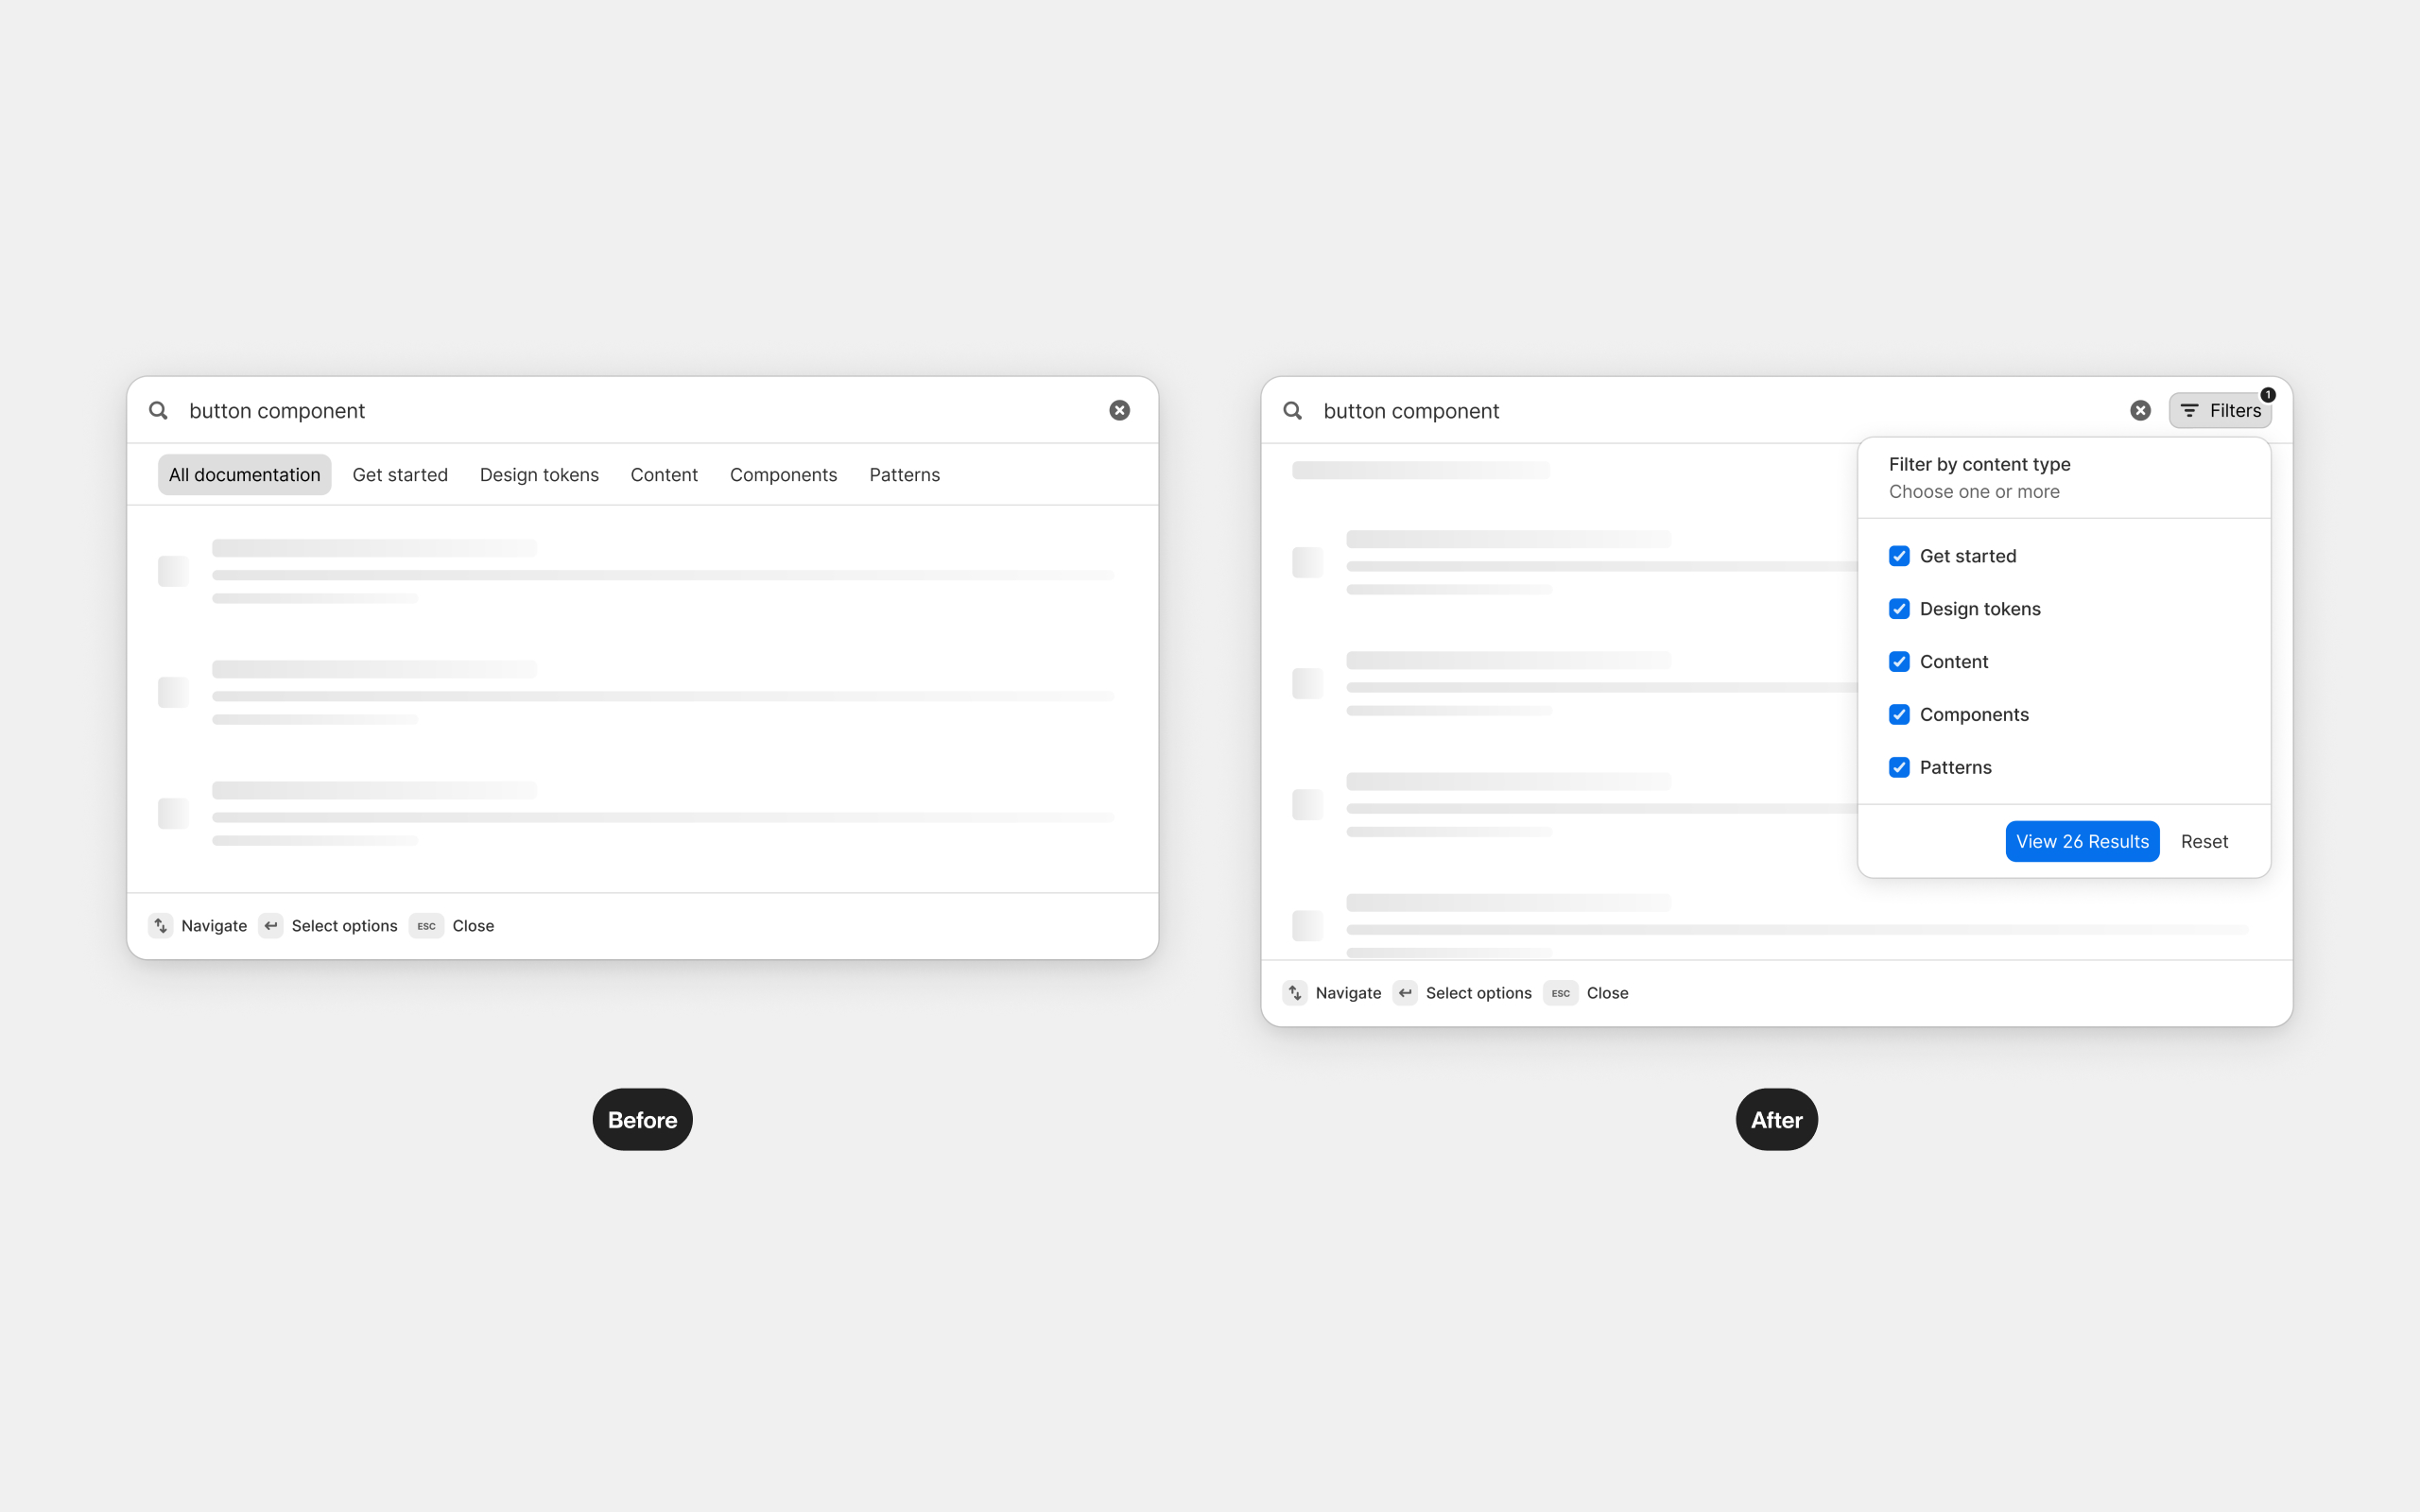 button component
All documentation Get started Design tokens Content Components Patterns
Navigate Select options ESC Close
Before
button component
Filters 1
Filter by content type
Choose one or more
Get started
Design tokens
Content
Components
Patterns
View 26 Results Reset
Navigate Select options ESC Close
After